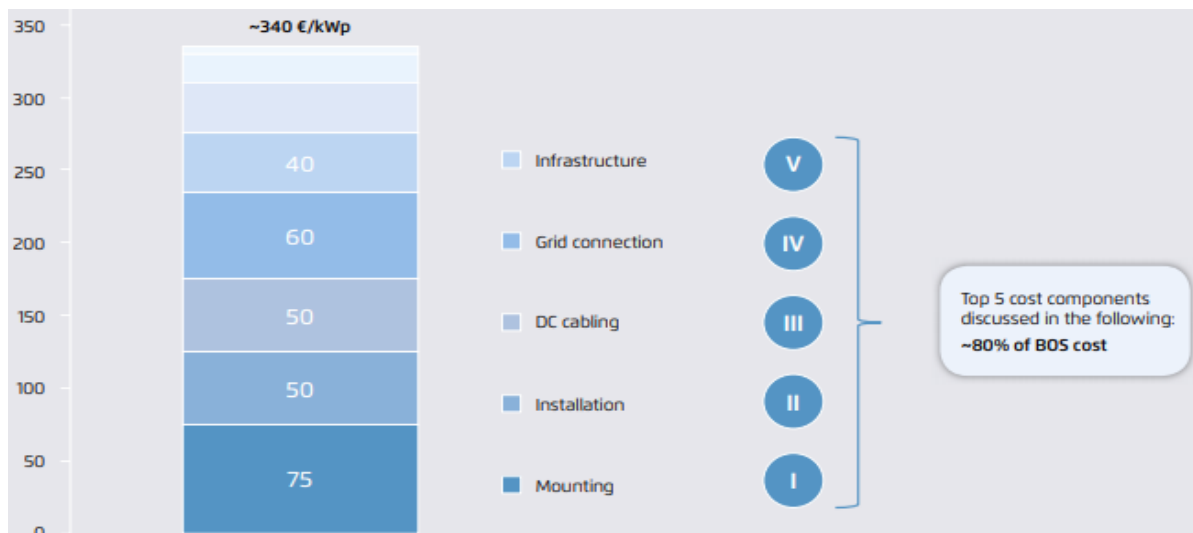 ~340 €/kWp
350
300
250
200
150
100
50
0
40
60
50
50
75
Infrastructure
Grid connection
DC cabling
Installation
Mounting
V
IV
III
II
I
Top 5 cost components
discussed in the following:
~80% of BOS cost